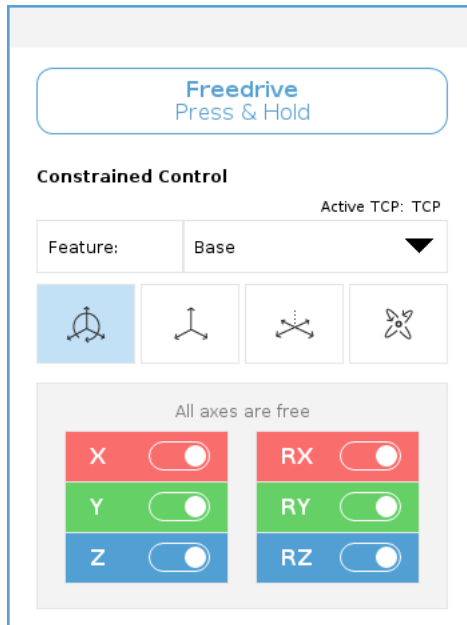 Freedrive
Press & Hold
Constrained Control
Active TCP: TCP
Feature: Base
All axes are free
X RX
Y RY
Z RZ